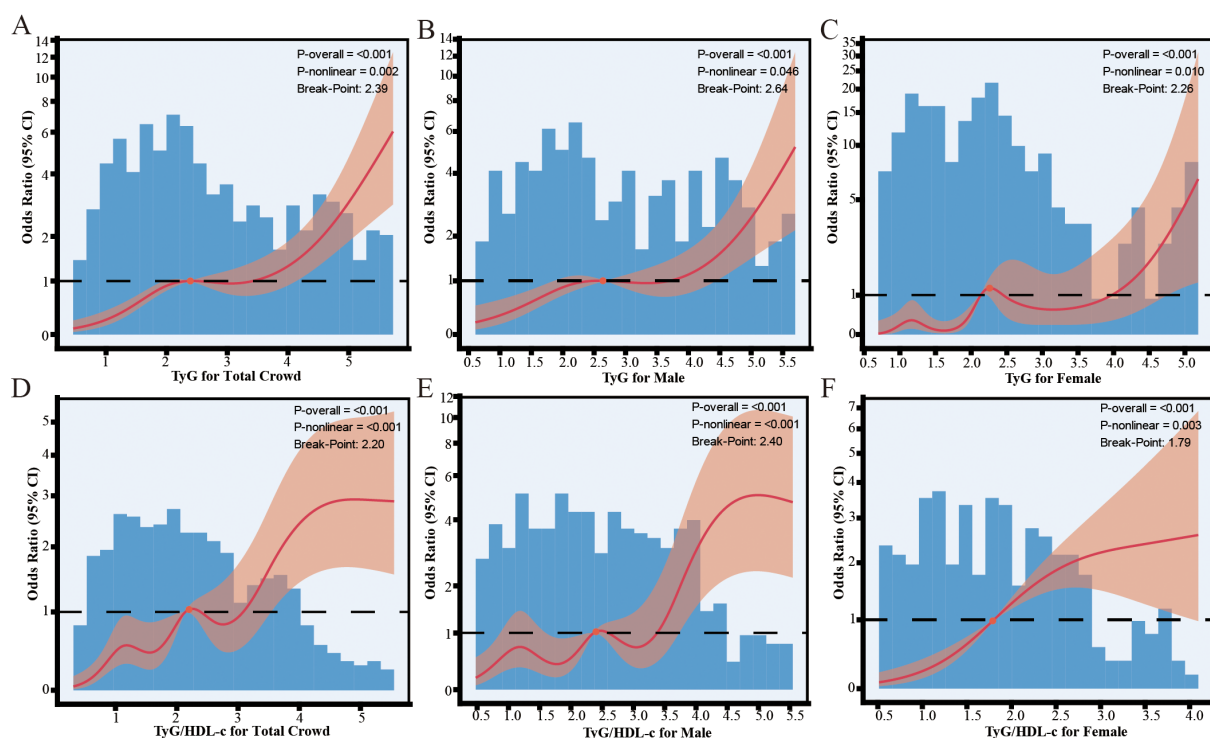 A
P-overall = <0.001
P-nonlinear = 0.002
Break-Point: 2.39
Odds Ratio (95% CI)
14
12
10
8
6
4
2
1
0
1
2
3
4
5
TyG for Total Crowd
B
P-overall = <0.001
P-nonlinear = 0.046
Break-Point: 2.64
Odds Ratio (95% CI)
14
12
10
8
6
4
2
1
0
0.5
1.0
1.5
2.0
2.5
3.0
3.5
4.0
4.5
5.0
5.5
TyG for Male
C
P-overall = <0.001
P-nonlinear = 0.010
Break-Point: 2.26
Odds Ratio (95% CI)
35
30
25
20
15
10
5
1
0
0.5
1.0
1.5
2.0
2.5
3.0
3.5
4.0
4.5
5.0
TyG for Female
D
P-overall = <0.001
P-nonlinear = <0.001
Break-Point: 2.20
Odds Ratio (95% CI)
5
4
3
2
1
0
1
2
3
4
5
TyG/HDL-c for Total Crowd
E
P-overall = <0.001
P-nonlinear = <0.001
Break-Point: 2.40
Odds Ratio (95% CI)
12
10
8
6
4
2
1
0
0.5
1.0
1.5
2.0
2.5
3.0
3.5
4.0
4.5
5.0
5.5
TyG/HDL-c for Male
F
P-overall = <0.001
P-nonlinear = 0.003
Break-Point: 1.79
Odds Ratio (95% CI)
7
6
5
4
3
2
1
0
0.5
1.0
1.5
2.0
2.5
3.0
3.5
4.0
TyG/HDL-c for Female